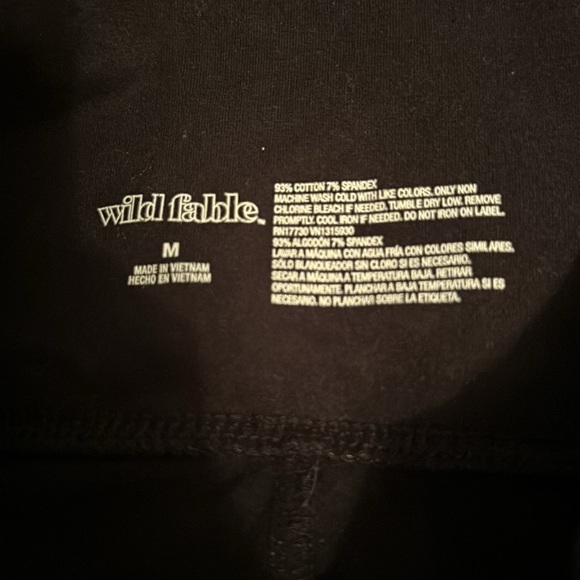 wild fable™
M
MADE IN VIETNAM
HECHO EN VIETNAM
93% COTTON 7% SPANDEX
MACHINE WASH COLD WITH LIKE COLORS. ONLY NON
CHLORINE BLEACH IF NEEDED. TUMBLE DRY LOW. REMOVE
PROMPTLY. COOL IRON IF NEEDED. DO NOT IRON ON LABEL.
RN17730 VN1315930
93% ALGODÓN 7% SPANDEX
LAVAR A MÁQUINA CON AGUA FRÍA CON COLORES SIMILARES.
SÓLO BLANQUEADOR SIN CLORO SI ES NECESARIO.
SECAR A MÁQUINA A TEMPERATURA BAJA. RETIRAR
OPORTUNAMENTE. PLANCHAR A BAJA TEMPERATURA SI ES
NECESARIO. NO PLANCHAR SOBRE LA ETIQUETA.